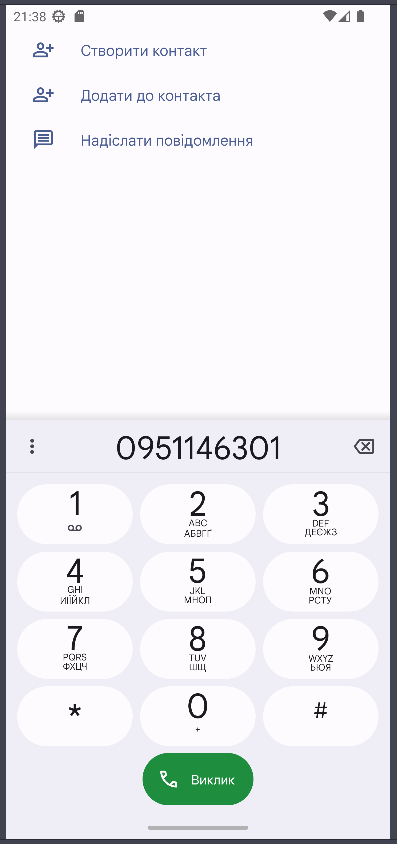 21:38
Створити контакт
Додати до контакта
Надіслати повідомлення
0951146301
1 2 3
ABC DEF
АБВГҐ ДЕЄЖЗ
4 5 6
GHI JKL MNO
ИІЇЙКЛ МНОП РСТУ
7 8 9
PQRS TUV WXYZ
ФХЦЧ ШЩ ЬЮЯ
* 0 #
+
Виклик